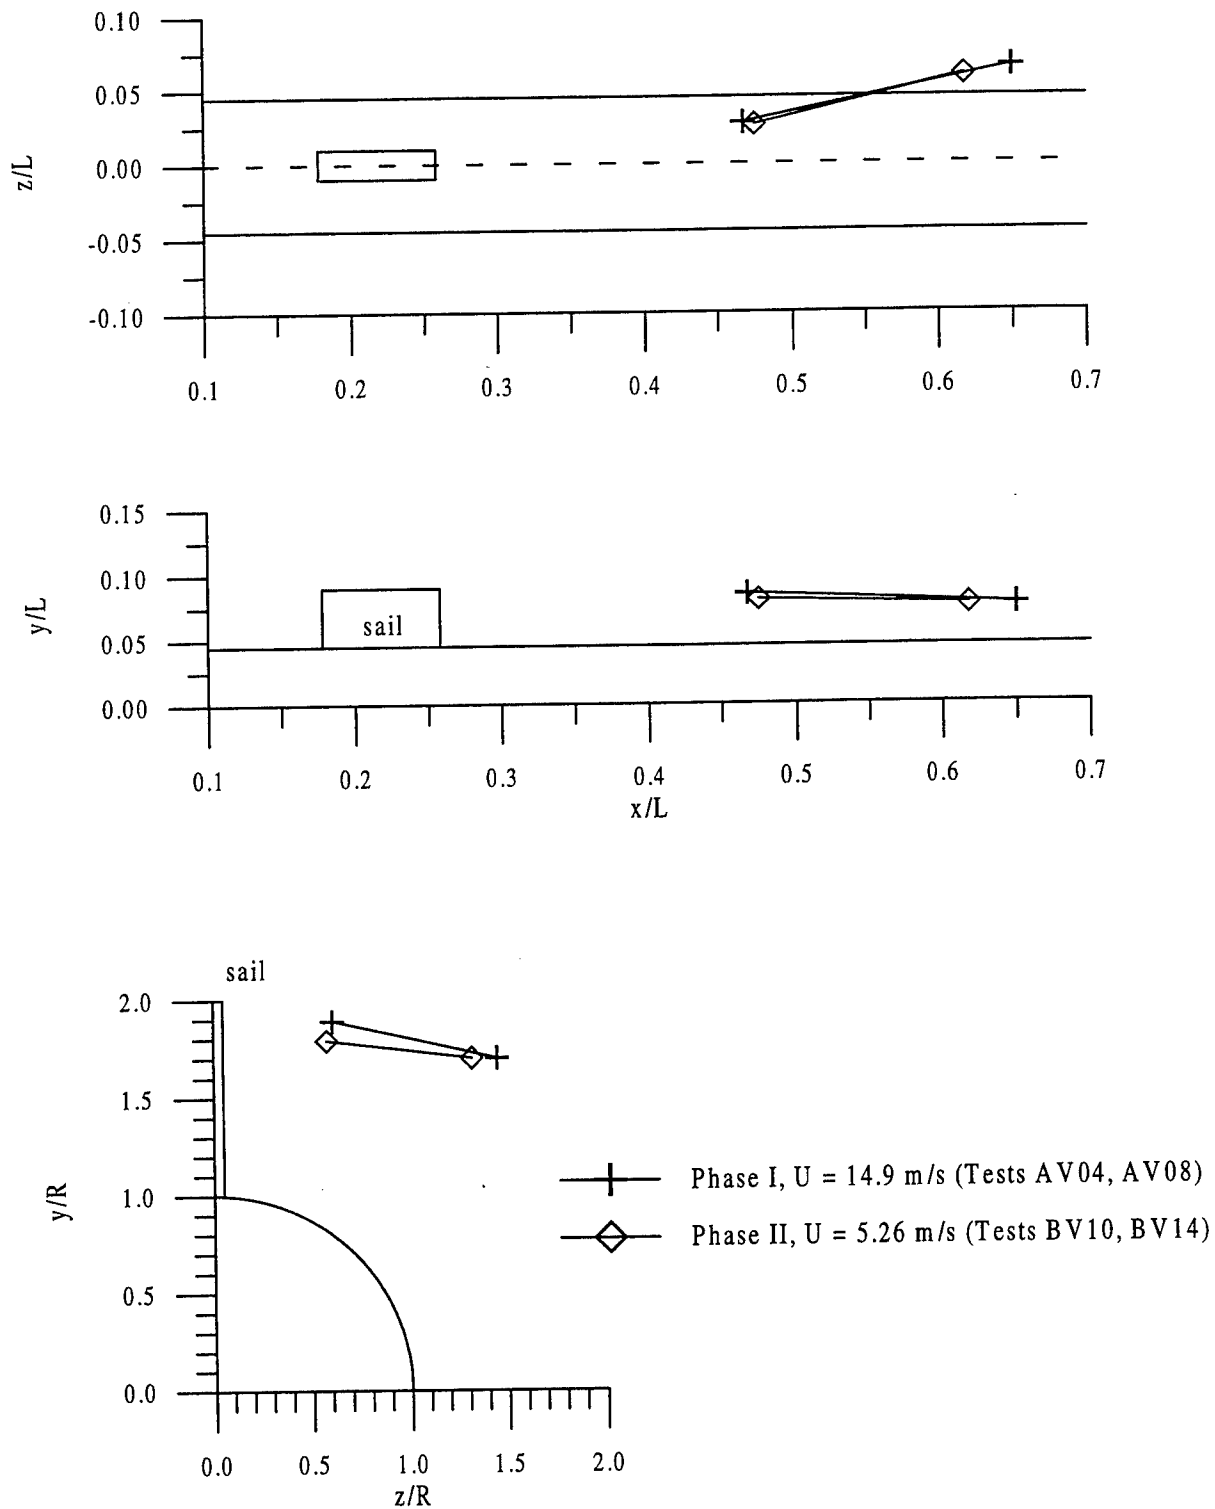 0.10
0.05
0.00
-0.05
-0.10
z/L
0.1 0.2 0.3 0.4 0.5 0.6 0.7
0.15
0.10
0.05
0.00
y/L
sail
0.1 0.2 0.3 0.4 0.5 0.6 0.7
x/L
sail
2.0
1.5
1.0
0.5
0.0
y/R
0.0 0.5 1.0 1.5 2.0
z/R
Phase I, U = 14.9 m/s (Tests AV04, AV08)
Phase II, U = 5.26 m/s (Tests BV10, BV14)